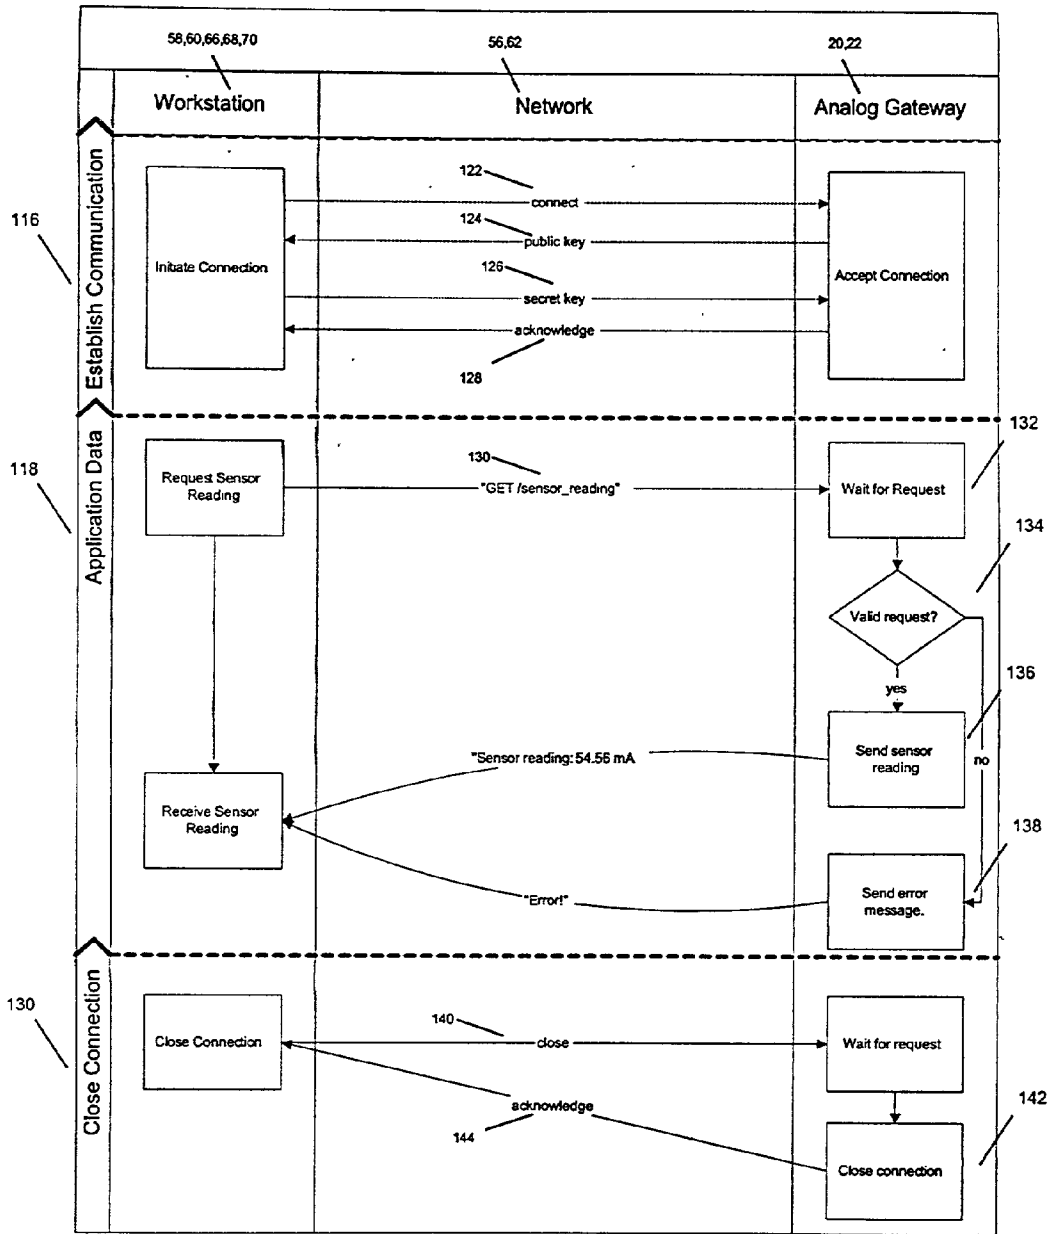 58,60,66,68,70
56,62
20,22
Workstation
Network
Analog Gateway
116
Establish Communication
Initiate Connection
122
connect
124
public key
126
secret key
acknowledge
128
Accept Connection
118
Application Data
Request Sensor
Reading
130
"GET /sensor_reading"
Wait for Request
132
134
Valid request?
yes
no
136
Send sensor
reading
"Sensor reading: 54.56 mA
Receive Sensor
Reading
138
Send error
message.
"Error!"
130
Close Connection
Close Connection
140
close
Wait for request
acknowledge
144
142
Close connection